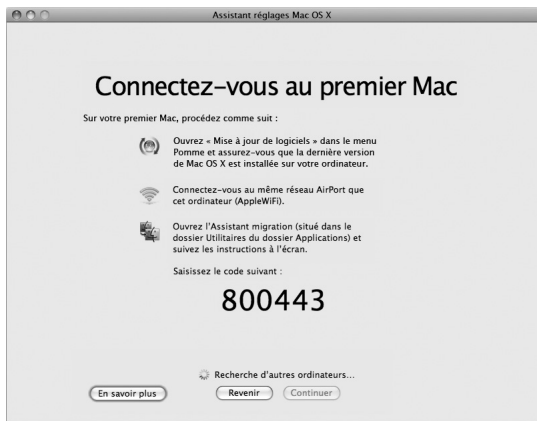 Assistant réglages Mac OS X
Connectez-vous au premier Mac
Sur votre premier Mac, procédez comme suit :
Ouvrez « Mise à jour de logiciels » dans le menu
Pomme et assurez-vous que la dernière version
de Mac OS X est installée sur votre ordinateur.
Connectez-vous au même réseau AirPort que
cet ordinateur (AppleWiFi).
Ouvrez l'Assistant migration (situé dans le
dossier Utilitaires du dossier Applications) et
suivez les instructions à l'écran.
Saisissez le code suivant :
800443
Recherche d'autres ordinateurs...
En savoir plus
Revenir
Continuer